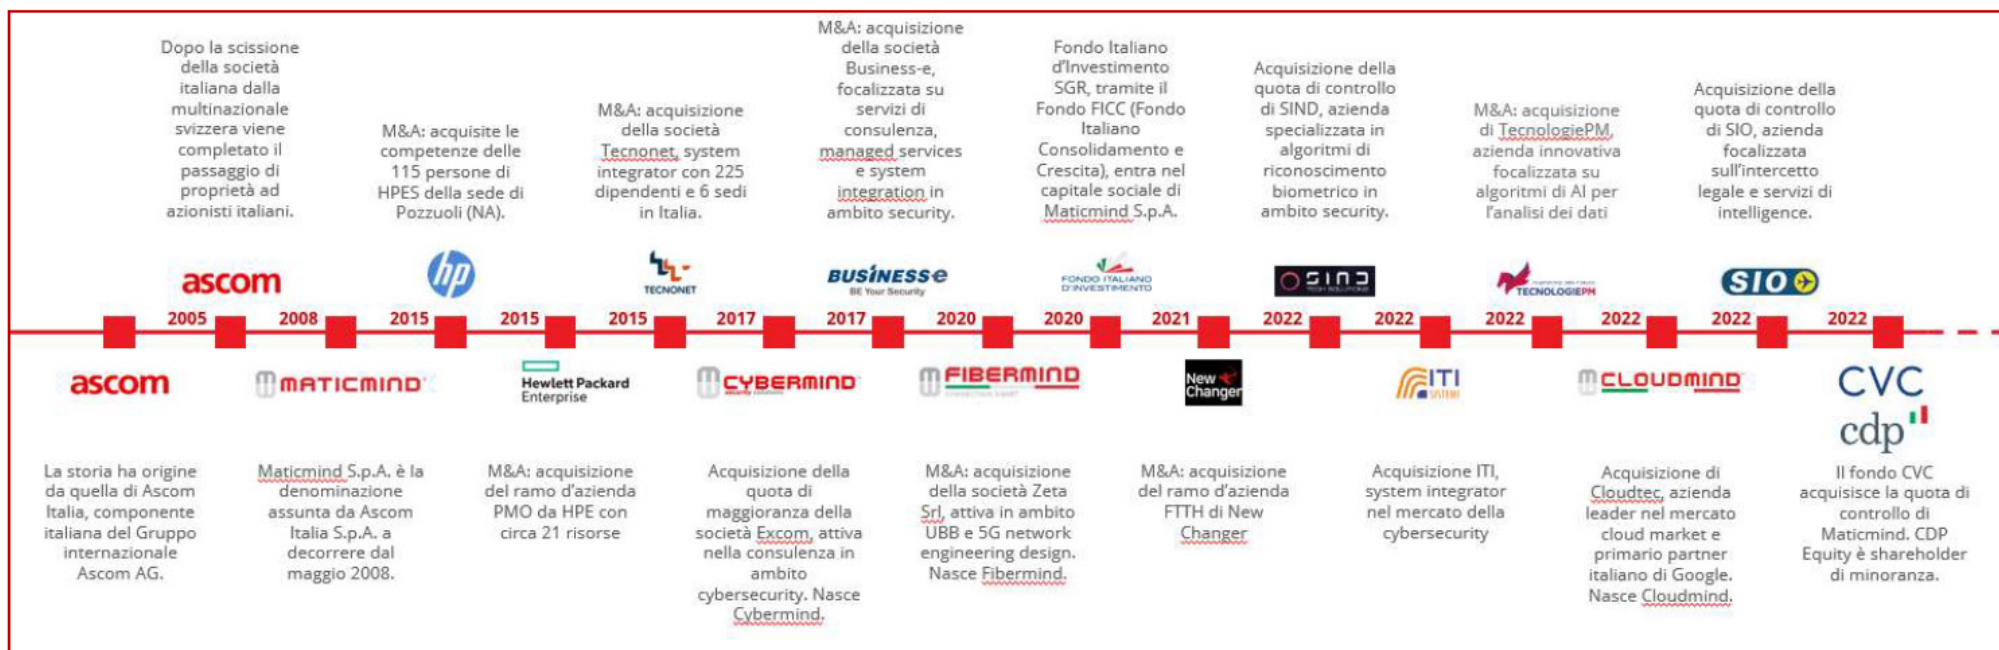 Dopo la scissione
della società
italiana dalla
multinazionale
svizzera viene
completato il
passaggio di
proprietà ad
azionisti italiani.
M&A: acquisite le
competenze delle
115 persone di
HPES della sede di
Pozzuoli (NA).
M&A: acquisizione
della società
Tecnonet, system
integrator con 225
dipendenti e 6 sedi
in Italia.
M&A: acquisizione
della società
Business-e,
focalizzata su
servizi di
consulenza,
managed services
e system
integration in
ambito security.
Fondo Italiano
d'Investimento
SGR, tramite il
Fondo FICC (Fondo
Italiano
Consolidamento e
Crescita), entra nel
capitale sociale di
Maticmind S.p.A.
Acquisizione della
quota di controllo
di SIND, azienda
specializzata in
algoritmi di
riconoscimento
biometrico in
ambito security.
M&A: acquisizione
di TecnologiePM,
azienda innovativa
focalizzata su
algoritmi di AI per
l'analisi dei dati
Acquisizione della
quota di controllo
di SIO, azienda
focalizzata
sull'intercetto
legale e servizi di
intelligence.
ascom
hp
TECNONET
BUSINESS-e
BE Your Security
FONDO ITALIANO
D'INVESTIMENTO
SIND
TECH SOLUTIONS
TECNOLOGIEPM
SIO
2005 2008 2015 2015 2015 2017 2017 2020 2020 2021 2022 2022 2022 2022 2022 2022
ascom
MATICMIND
Hewlett Packard
Enterprise
CYBERMIND
security solutions
FIBERMIND
New
Changer
ITI
SISTEMI
CLOUDMIND
CVC
cdp
La storia ha origine
da quella di Ascom
Italia, componente
italiana del Gruppo
internazionale
Ascom AG.
Maticmind S.p.A. è la
denominazione
assunta da Ascom
Italia S.p.A. a
decorrere dal
maggio 2008.
M&A: acquisizione
del ramo d'azienda
PMO da HPE con
circa 21 risorse
Acquisizione della
quota di
maggioranza della
società Excom, attiva
nella consulenza in
ambito
cybersecurity. Nasce
Cybermind.
M&A: acquisizione
della società Zeta
Srl, attiva in ambito
UBB e 5G network
engineering design.
Nasce Fibermind.
M&A: acquisizione
del ramo d'azienda
FTTH di New
Changer
Acquisizione ITI,
system integrator
nel mercato della
cybersecurity
Acquisizione di
Cloudtec, azienda
leader nel mercato
cloud market e
primario partner
italiano di Google.
Nasce Cloudmind.
Il fondo CVC
acquisisce la quota di
controllo di
Maticmind. CDP
Equity è shareholder
di minoranza.